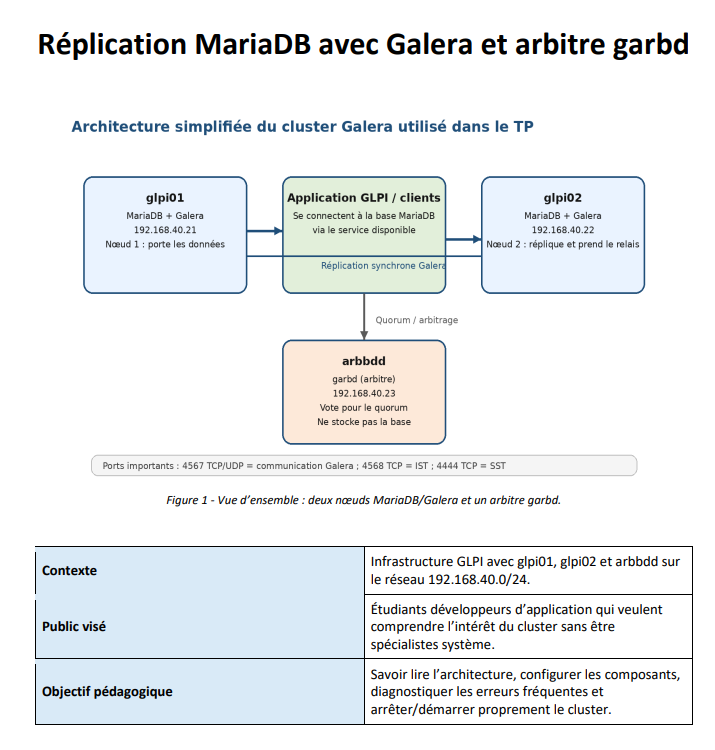 Réplication MariaDB avec Galera et arbitre garbd
Architecture simplifiée du cluster Galera utilisé dans le TP
glpi01
MariaDB + Galera
192.168.40.21
Nœud 1 : porte les données
Application GLPI / clients
Se connectent à la base MariaDB
via le service disponible
glpi02
MariaDB + Galera
192.168.40.22
Nœud 2 : réplique et prend le relais
Réplication synchrone Galera
Quorum / arbitrage
arbbdd
garbd (arbitre)
192.168.40.23
Vote pour le quorum
Ne stocke pas la base
Ports importants : 4567 TCP/UDP = communication Galera ; 4568 TCP = IST ; 4444 TCP = SST
Figure 1 - Vue d’ensemble : deux nœuds MariaDB/Galera et un arbitre garbd.
Contexte
Infrastructure GLPI avec glpi01, glpi02 et arbbdd sur
le réseau 192.168.40.0/24.
Public visé
Étudiants développeurs d’application qui veulent
comprendre l’intérêt du cluster sans être
spécialistes système.
Objectif pédagogique
Savoir lire l’architecture, configurer les composants,
diagnostiquer les erreurs fréquentes et
arrêter/démarrer proprement le cluster.